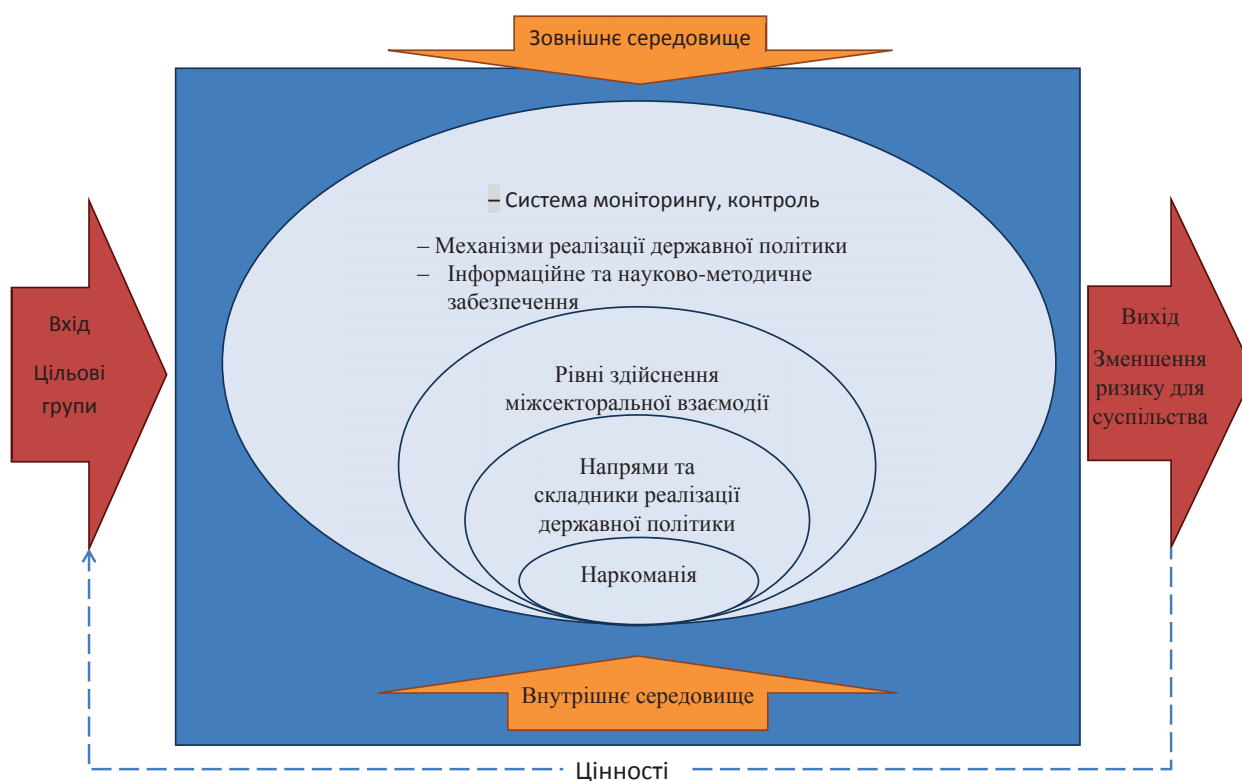 Зовнішнє середовище
– Система моніторингу, контроль
– Механізми реалізації державної політики
– Інформаційне та науково-методичне
забезпечення
Вхід
Цільові
групи
Рівні здійснення
міжсекторальної взаємодії
Напрями та
складники реалізації
державної політики
Наркоманія
Вихід
Зменшення
ризику для
суспільства
Внутрішнє середовище
Цінності